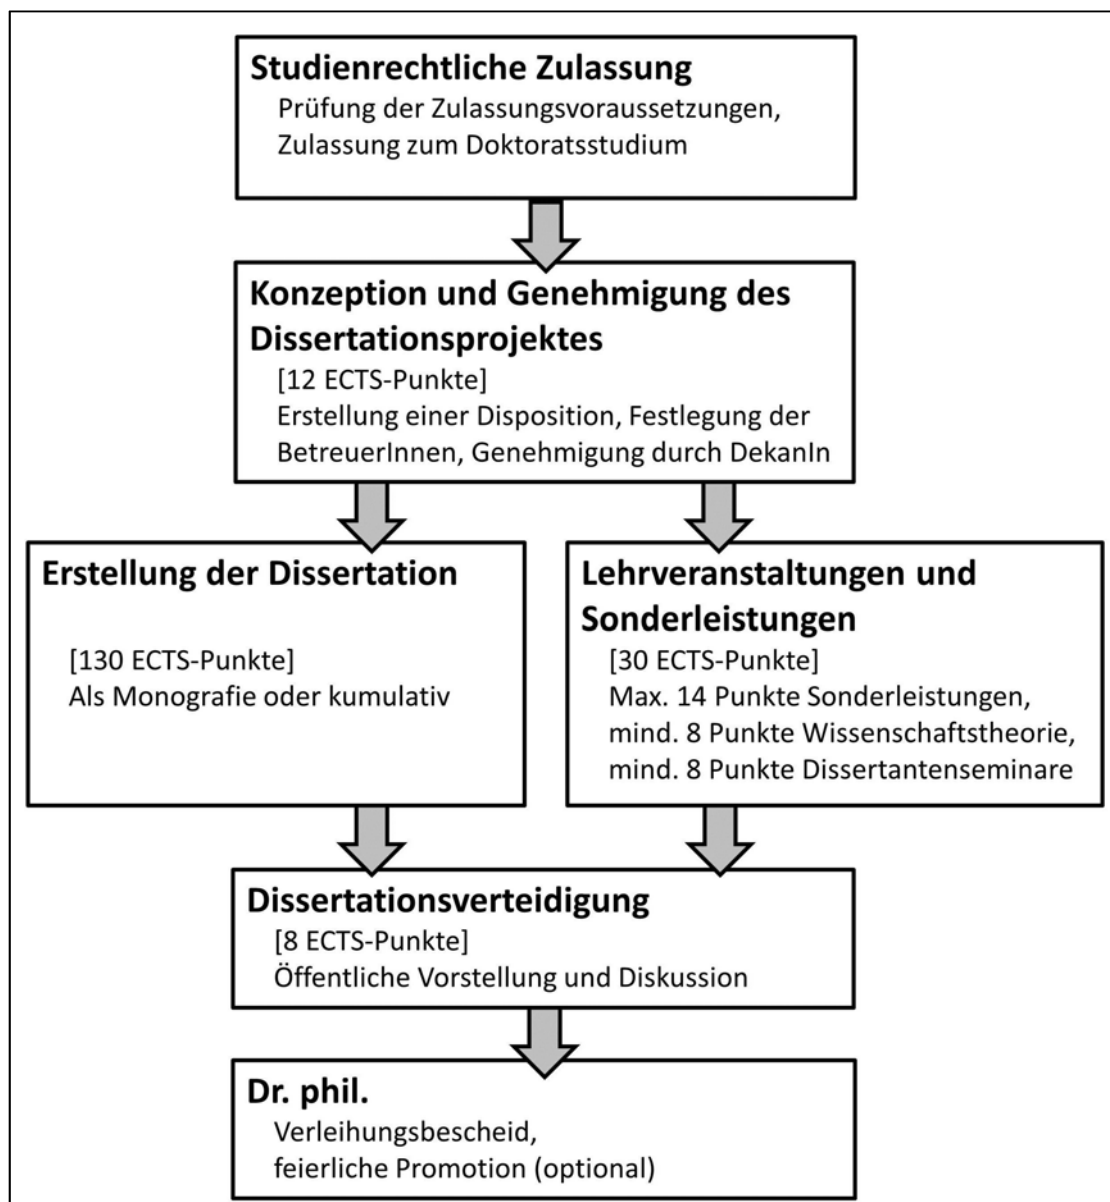 Studienrechtliche Zulassung
Prüfung der Zulassungsvoraussetzungen,
Zulassung zum Doktoratsstudium
Konzeption und Genehmigung des
Dissertationsprojektes
[12 ECTS-Punkte]
Erstellung einer Disposition, Festlegung der
BetreuerInnen, Genehmigung durch DekanIn
Erstellung der Dissertation
[130 ECTS-Punkte]
Als Monografie oder kumulativ
Lehrveranstaltungen und
Sonderleistungen
[30 ECTS-Punkte]
Max. 14 Punkte Sonderleistungen,
mind. 8 Punkte Wissenschaftstheorie,
mind. 8 Punkte Dissertantenseminare
Dissertationsverteidigung
[8 ECTS-Punkte]
Öffentliche Vorstellung und Diskussion
Dr. phil.
Verleihungsbescheid,
feierliche Promotion (optional)